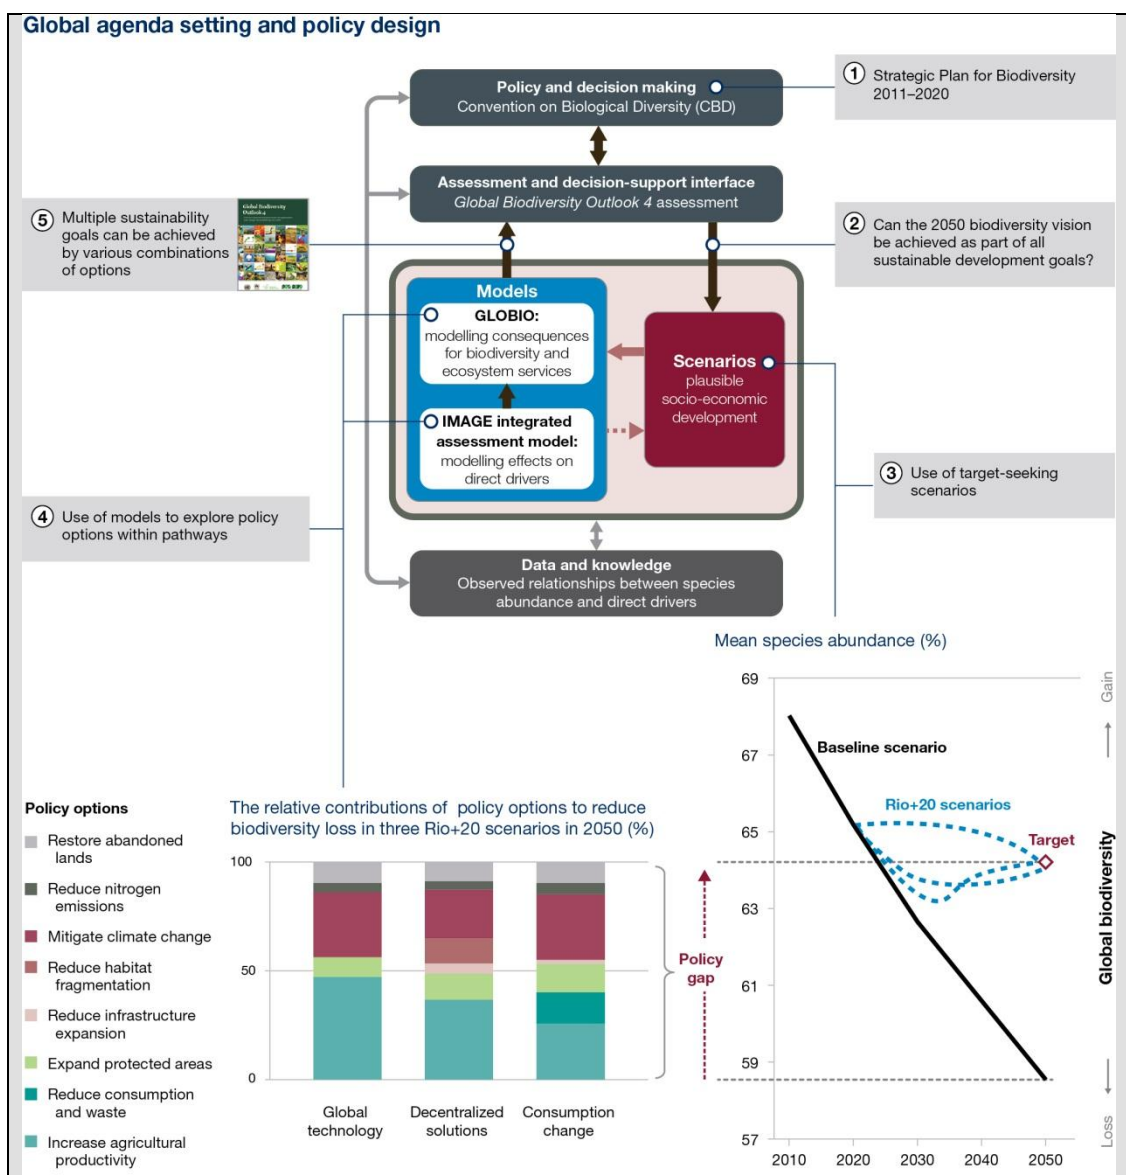 Global agenda setting and policy design
Policy and decision making
Convention on Biological Diversity (CBD)
1 Strategic Plan for Biversity
2011–2020
Assessment and decision-support interface
Global Biodiversity Outlook 4 assessment
5 Multiple sustainability
goals can be achieved
by various combinations
of options
Global Biodiversity
Outlook 4
2 Can the 2050 biodiversity vision
be achieved as part of all
sustainable development goals?
Models
GLOBIO:
modelling consequences
for biodiversity and
ecosystem services
IMAGE integrated
assessment model:
modelling effects on
direct drivers
Scenarios
plausible
socio-economic
development
3 Use of target-seeking
scenarios
4 Use of models to explore policy
options within pathways
Data and knowledge
Observed relationships between species
abundance and direct drivers
Policy options
Restore abandoned
lands
Reduce nitrogen
emissions
Mitigate climate change
Reduce habitat
fragmentation
Reduce infrastructure
expansion
Expand protected areas
Reduce consumption
and waste
Increase agricultural
productivity
The relative contributions of policy options to reduce
biodiversity loss in three Rio+20 scenarios in 2050 (%)
100
50
0
Global
technology
Decentralized
solutions
Consumption
change
Policy
gap
Mean species abundance (%)
69
67
65
63
61
59
57
Baseline scenario
Rio+20 scenarios
Target
2010 2020 2030 2040 2050
Gain
Global biodiversity
Loss